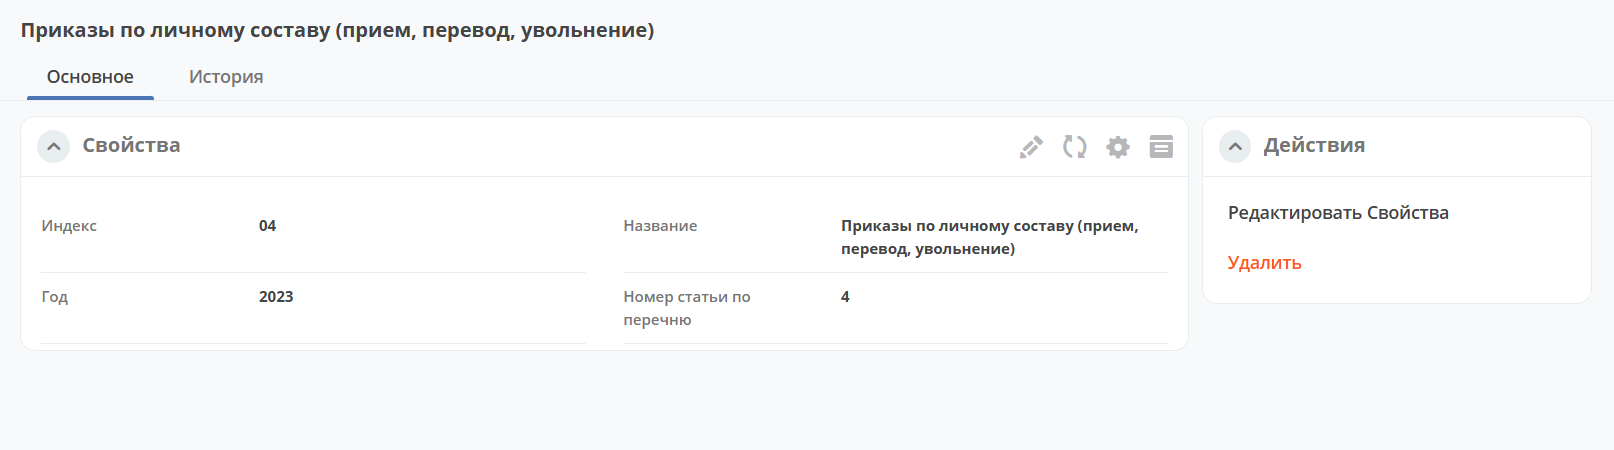 Приказы по личному составу (прием, перевод, увольнение)
Основное
История
Свойства
Индекс
04
Название
Приказы по личному составу (прием,
перевод, увольнение)
Год
2023
Номер статьи по
перечню
4
Действия
Редактировать Свойства
Удалить